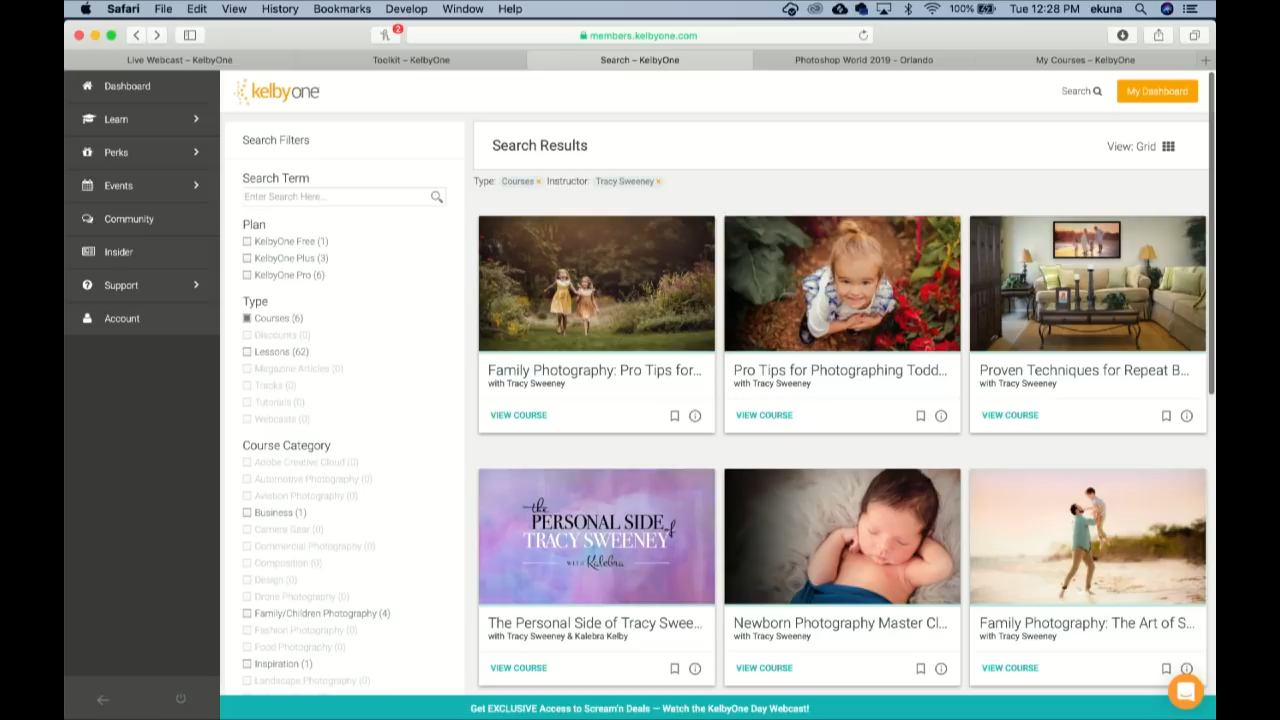 Safari File Edit View History Bookmarks Develop Window Help 100% Tue 12:28 PM ekuna
2
members.kelbyone.com
Live Webcast – KelbyOne
Toolkit – KelbyOne
Search – KelbyOne
Photoshop World 2019 - Orlando
My Courses – KelbyOne
Dashboard
Learn
Perks
Events
Community
Insider
Support
Account
kelbyone
Search
My Dashboard
Search Filters
Search Term
Enter Search Here...
Plan
KelbyOne Free (1)
KelbyOne Plus (3)
KelbyOne Pro (6)
Type
Courses (6)
Discounts (0)
Lessons (62)
Magazine Articles (0)
Tracks (0)
Tutorials (0)
Webcasts (0)
Course Category
Adobe Creative Cloud (0)
Automotive Photography (0)
Aviation Photography (0)
Business (1)
Camera Gear (0)
Commercial Photography (0)
Composition (0)
Design (0)
Drone Photography (0)
Family/Children Photography (4)
Fashion Photography (0)
Food Photography (0)
Inspiration (1)
Landscape Photography (0)
Search Results
View: Grid
Type: Courses × Instructor: Tracy Sweeney ×
Family Photography: Pro Tips for...
with Tracy Sweeney
VIEW COURSE
Pro Tips for Photographing Todd...
with Tracy Sweeney
VIEW COURSE
Proven Techniques for Repeat B...
with Tracy Sweeney
VIEW COURSE
the
PERSONAL SIDE of
TRACY SWEENEY
WITH Kalebra
The Personal Side of Tracy Swee...
with Tracy Sweeney & Kalebra Kelby
VIEW COURSE
Newborn Photography Master Cl...
with Tracy Sweeney
VIEW COURSE
Family Photography: The Art of S...
with Tracy Sweeney
VIEW COURSE
Get EXCLUSIVE Access to Scream'n Deals — Watch the KelbyOne Day Webcast!